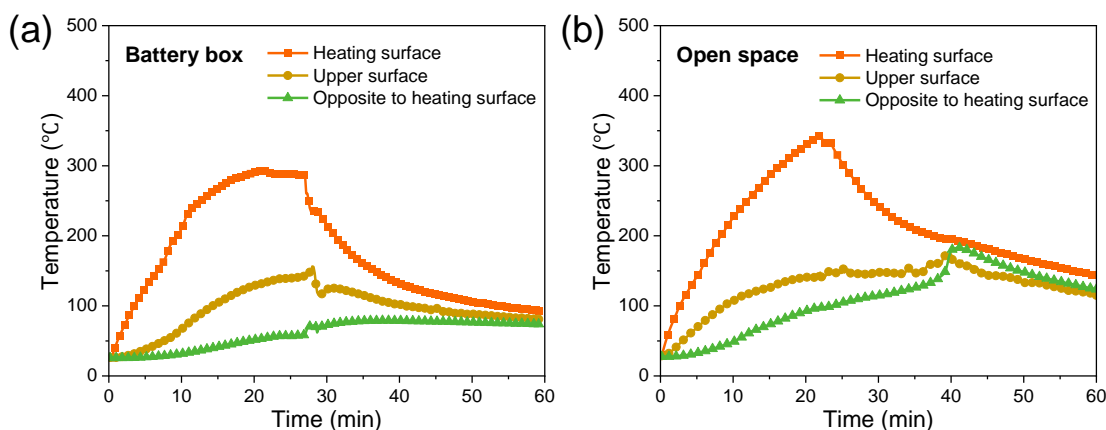 (a)
Battery box
Heating surface
Upper surface
Opposite to heating surface
Temperature (℃)
500
400
300
200
100
0
0 10 20 30 40 50 60
Time (min)
(b)
Open space
Heating surface
Upper surface
Opposite to heating surface
Temperature (℃)
500
400
300
200
100
0
0 10 20 30 40 50 60
Time (min)